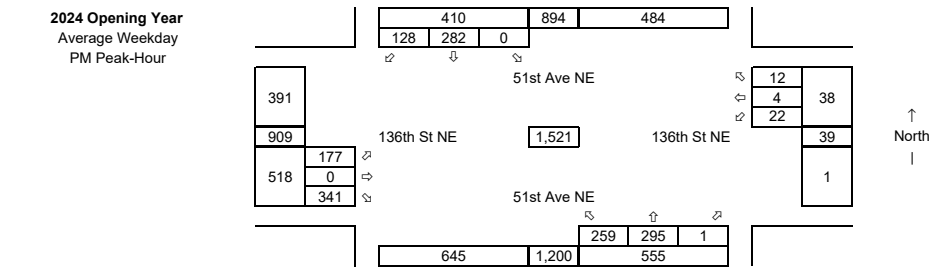 2024 Opening Year
Average Weekday
PM Peak-Hour
410 894 484
128 282 0
⬃ ⇩ ⬂
51st Ave NE
⬁ 12
391 ⇦ 4 38
⬃ 22
↑
909 136th St NE 1,521 136th St NE 39 North
|
177 ⬀
518 0 ⇨ 1
341 ⬂
51st Ave NE
⬁ ⇧ ⬀
259 295 1
645 1,200 555